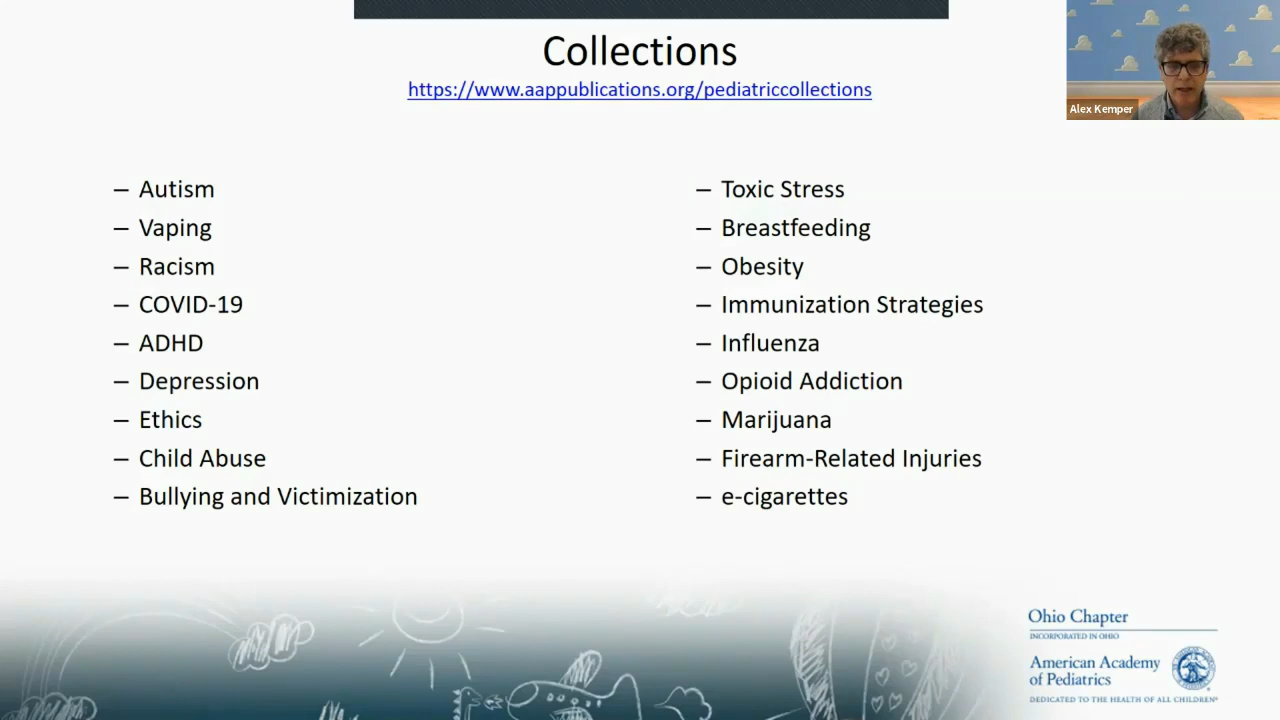 Collections
https://www.aappublications.org/pediatriccollections
Alex Kemper
– Autism
– Vaping
– Racism
– COVID-19
– ADHD
– Depression
– Ethics
– Child Abuse
– Bullying and Victimization
– Toxic Stress
– Breastfeeding
– Obesity
– Immunization Strategies
– Influenza
– Opioid Addiction
– Marijuana
– Firearm-Related Injuries
– e-cigarettes
Ohio Chapter
INCORPORATED IN OHIO
American Academy
of Pediatrics
DEDICATED TO THE HEALTH OF ALL CHILDREN®